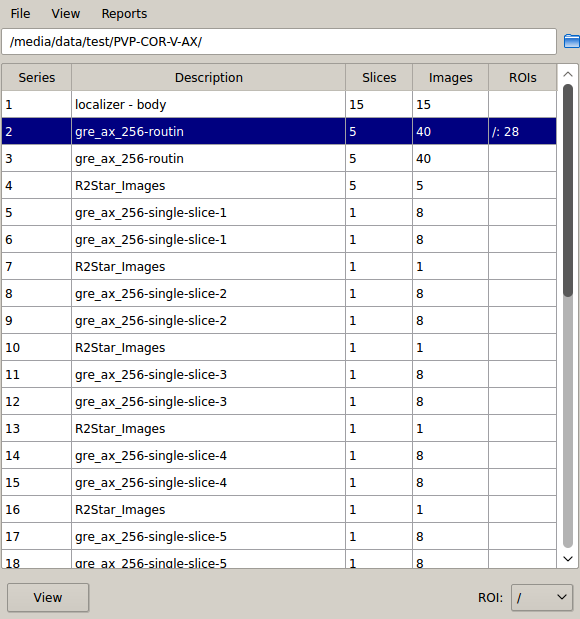 File View Reports
/media/data/test/PVP-COR-V-AX/
Series Description Slices Images ROIs
1 localizer - body 15 15
2 gre_ax_256-routin 5 40 /: 28
3 gre_ax_256-routin 5 40
4 R2Star_Images 5 5
5 gre_ax_256-single-slice-1 1 8
6 gre_ax_256-single-slice-1 1 8
7 R2Star_Images 1 1
8 gre_ax_256-single-slice-2 1 8
9 gre_ax_256-single-slice-2 1 8
10 R2Star_Images 1 1
11 gre_ax_256-single-slice-3 1 8
12 gre_ax_256-single-slice-3 1 8
13 R2Star_Images 1 1
14 gre_ax_256-single-slice-4 1 8
15 gre_ax_256-single-slice-4 1 8
16 R2Star_Images 1 1
17 gre_ax_256-single-slice-5 1 8
18 gre_ax_256-single-slice-5 1 8
View ROI: /